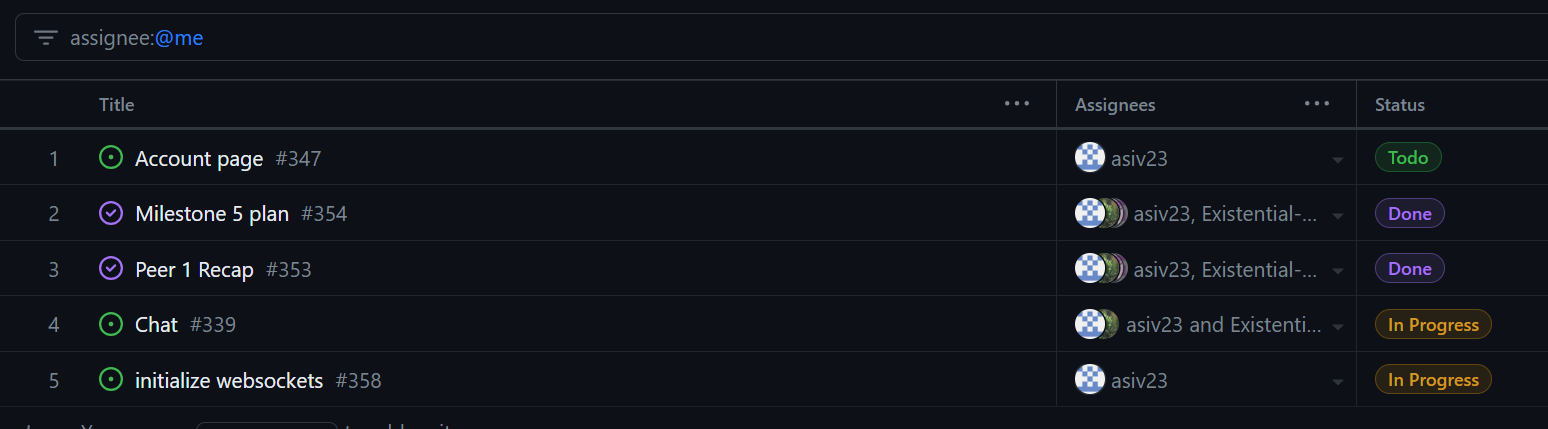 assignee:@me
Title ... Assignees ... Status
1 Account page #347 asiv23 Todo
2 Milestone 5 plan #354 asiv23, Existential-... Done
3 Peer 1 Recap #353 asiv23, Existential-... Done
4 Chat #339 asiv23 and Existenti... In Progress
5 initialize websockets #358 asiv23 In Progress